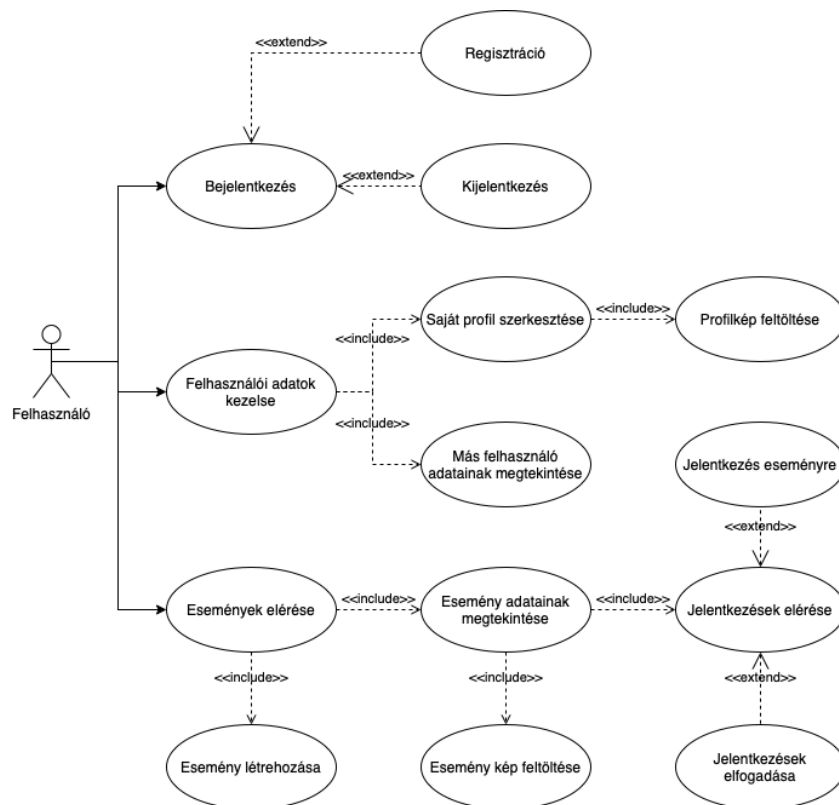 <<extend>>
Regisztráció
Bejelentkezés
<<extend>>
Kijelentkezés
Saját profil szerkesztése
<<include>>
Profilkép feltöltése
<<include>>
Felhasználó
Felhasználói adatok
kezelse
<<include>>
Más felhasználó
adatainak megtekintése
Jelentkezés eseményre
<<extend>>
Események elérése
<<include>>
Esemény adatainak
megtekintése
<<include>>
Jelentkezések elérése
<<include>>
<<include>>
<<extend>>
Esemény létrehozása
Esemény kép feltöltése
Jelentkezések
elfogadása